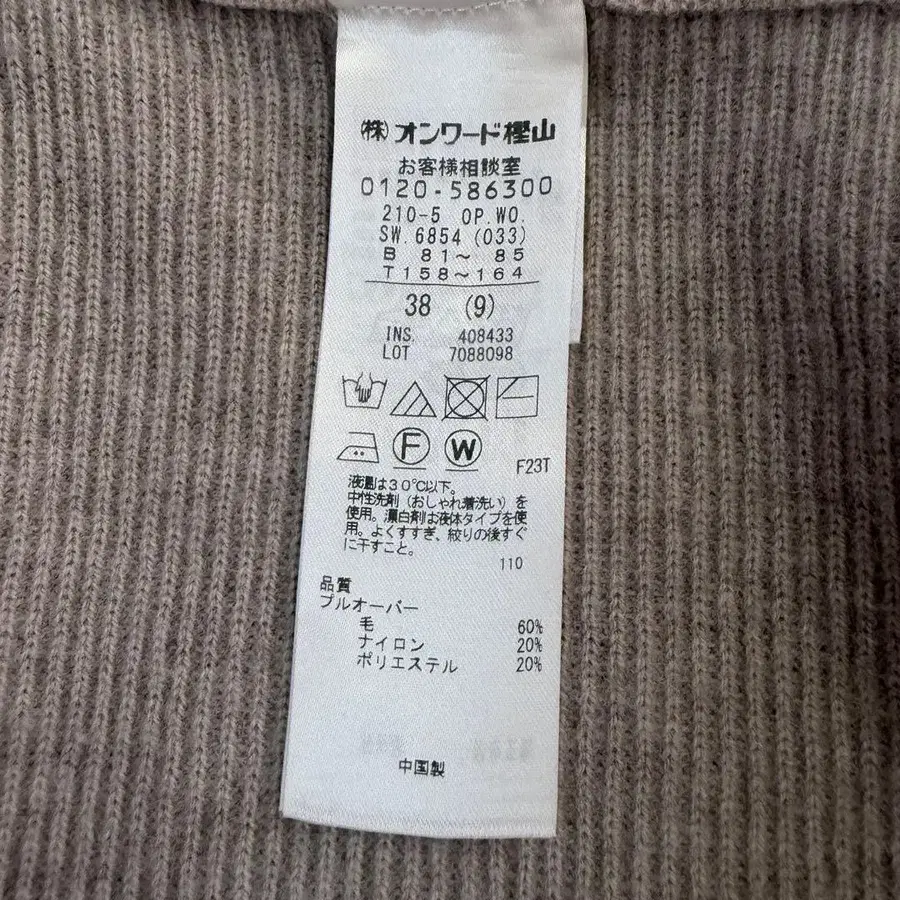 (株)オンワード樫山
お客様相談室
0120-586300
210-5 OP.WO.
SW.6854 (033)
B 81～ 85
T158～164
38 (9)
INS. 408433
LOT 7088098
F W
F23T
液温は30℃以下。
中性洗剤（おしゃれ着洗い）を
使用。漂白剤は液体タイプを使
用。よくすすぎ、絞りの後すぐ
に干すこと。
110
品質
プルオーバー
毛 60%
ナイロン 20%
ポリエステル 20%
中国製